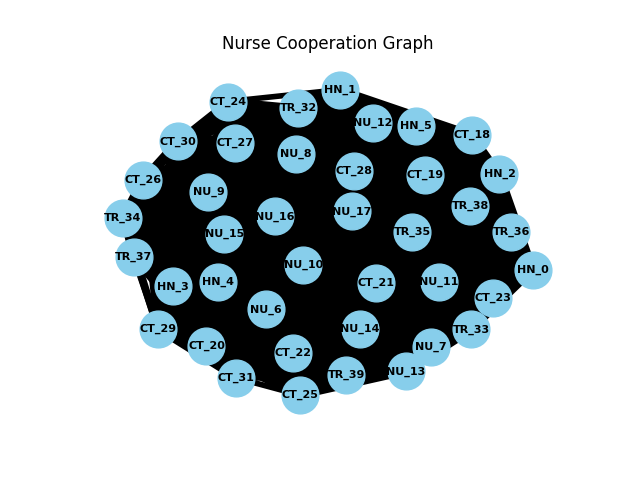 Nurse Cooperation Graph
HN_1
CT_24
TR_32
NU_12
HN_5
CT_18
CT_30
CT_27
NU_8
CT_28
CT_19
HN_2
CT_26
NU_9
TR_38
NU_17
NU_16
TR_34
NU_15
TR_35
TR_36
TR_37
NU_10
HN_0
HN_3
HN_4
CT_21
NU_11
CT_23
NU_6
CT_29
NU_14
TR_33
CT_20
NU_7
CT_22
NU_13
TR_39
CT_31
CT_25